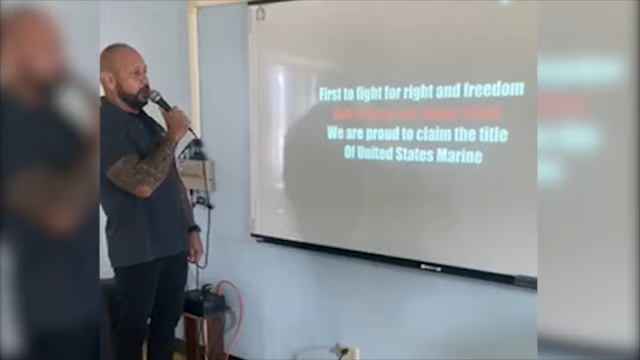 First to fight for right and freedom
We are proud to claim the title
Of United States Marine